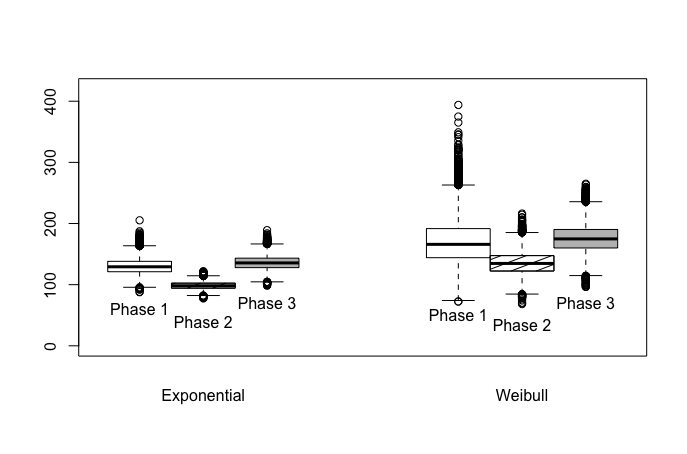 400
300
200
100
0
Phase 1
Phase 2
Phase 3
Phase 1
Phase 2
Phase 3
Exponential
Weibull